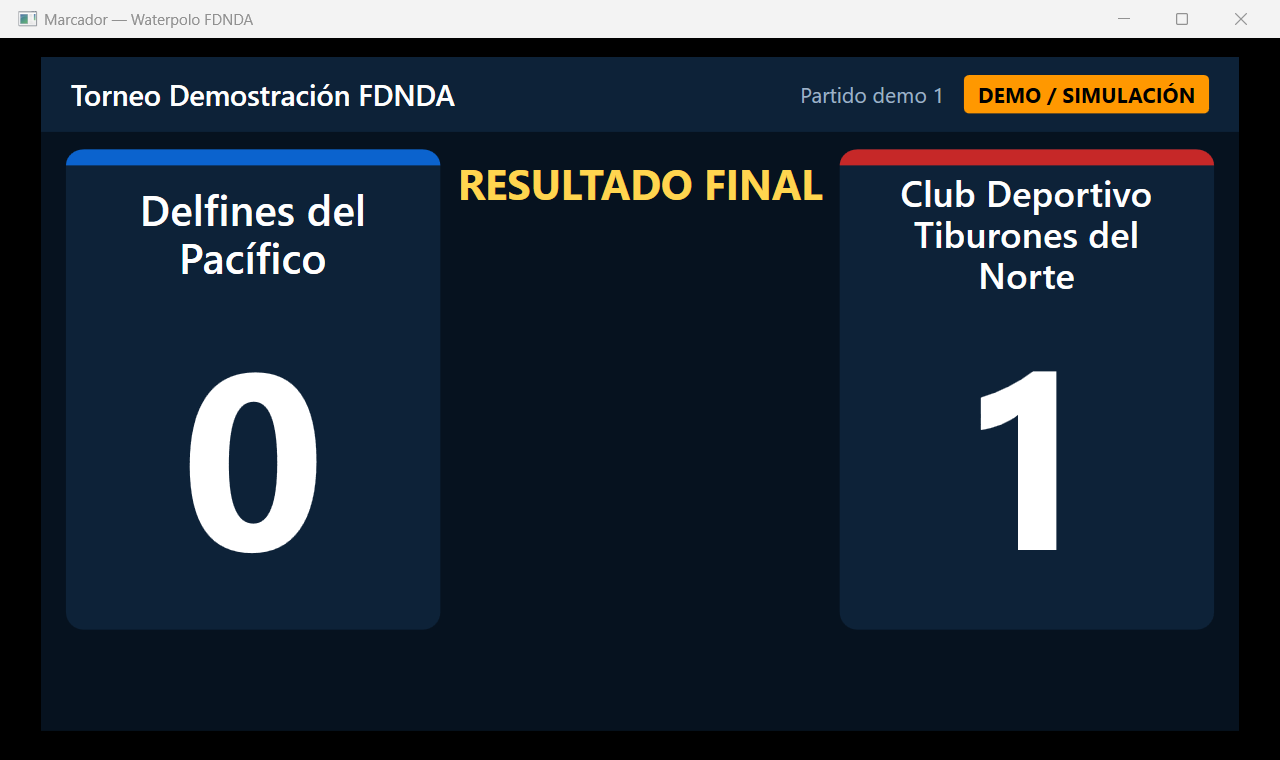 Marcador — Waterpolo FDNDA
Torneo Demostración FDNDA
Partido demo 1
DEMO / SIMULACIÓN
Delfines del
Pacífico
0
RESULTADO FINAL
Club Deportivo
Tiburones del
Norte
1